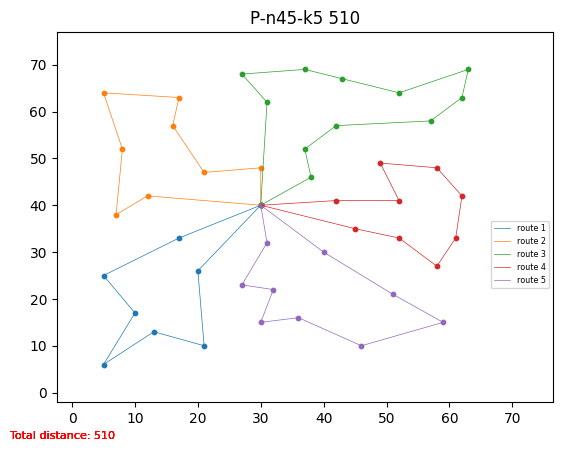 P-n45-k5 510
70
60
50
40
30
20
10
0
route 1
route 2
route 3
route 4
route 5
0 10 20 30 40 50 60 70
Total distance: 510